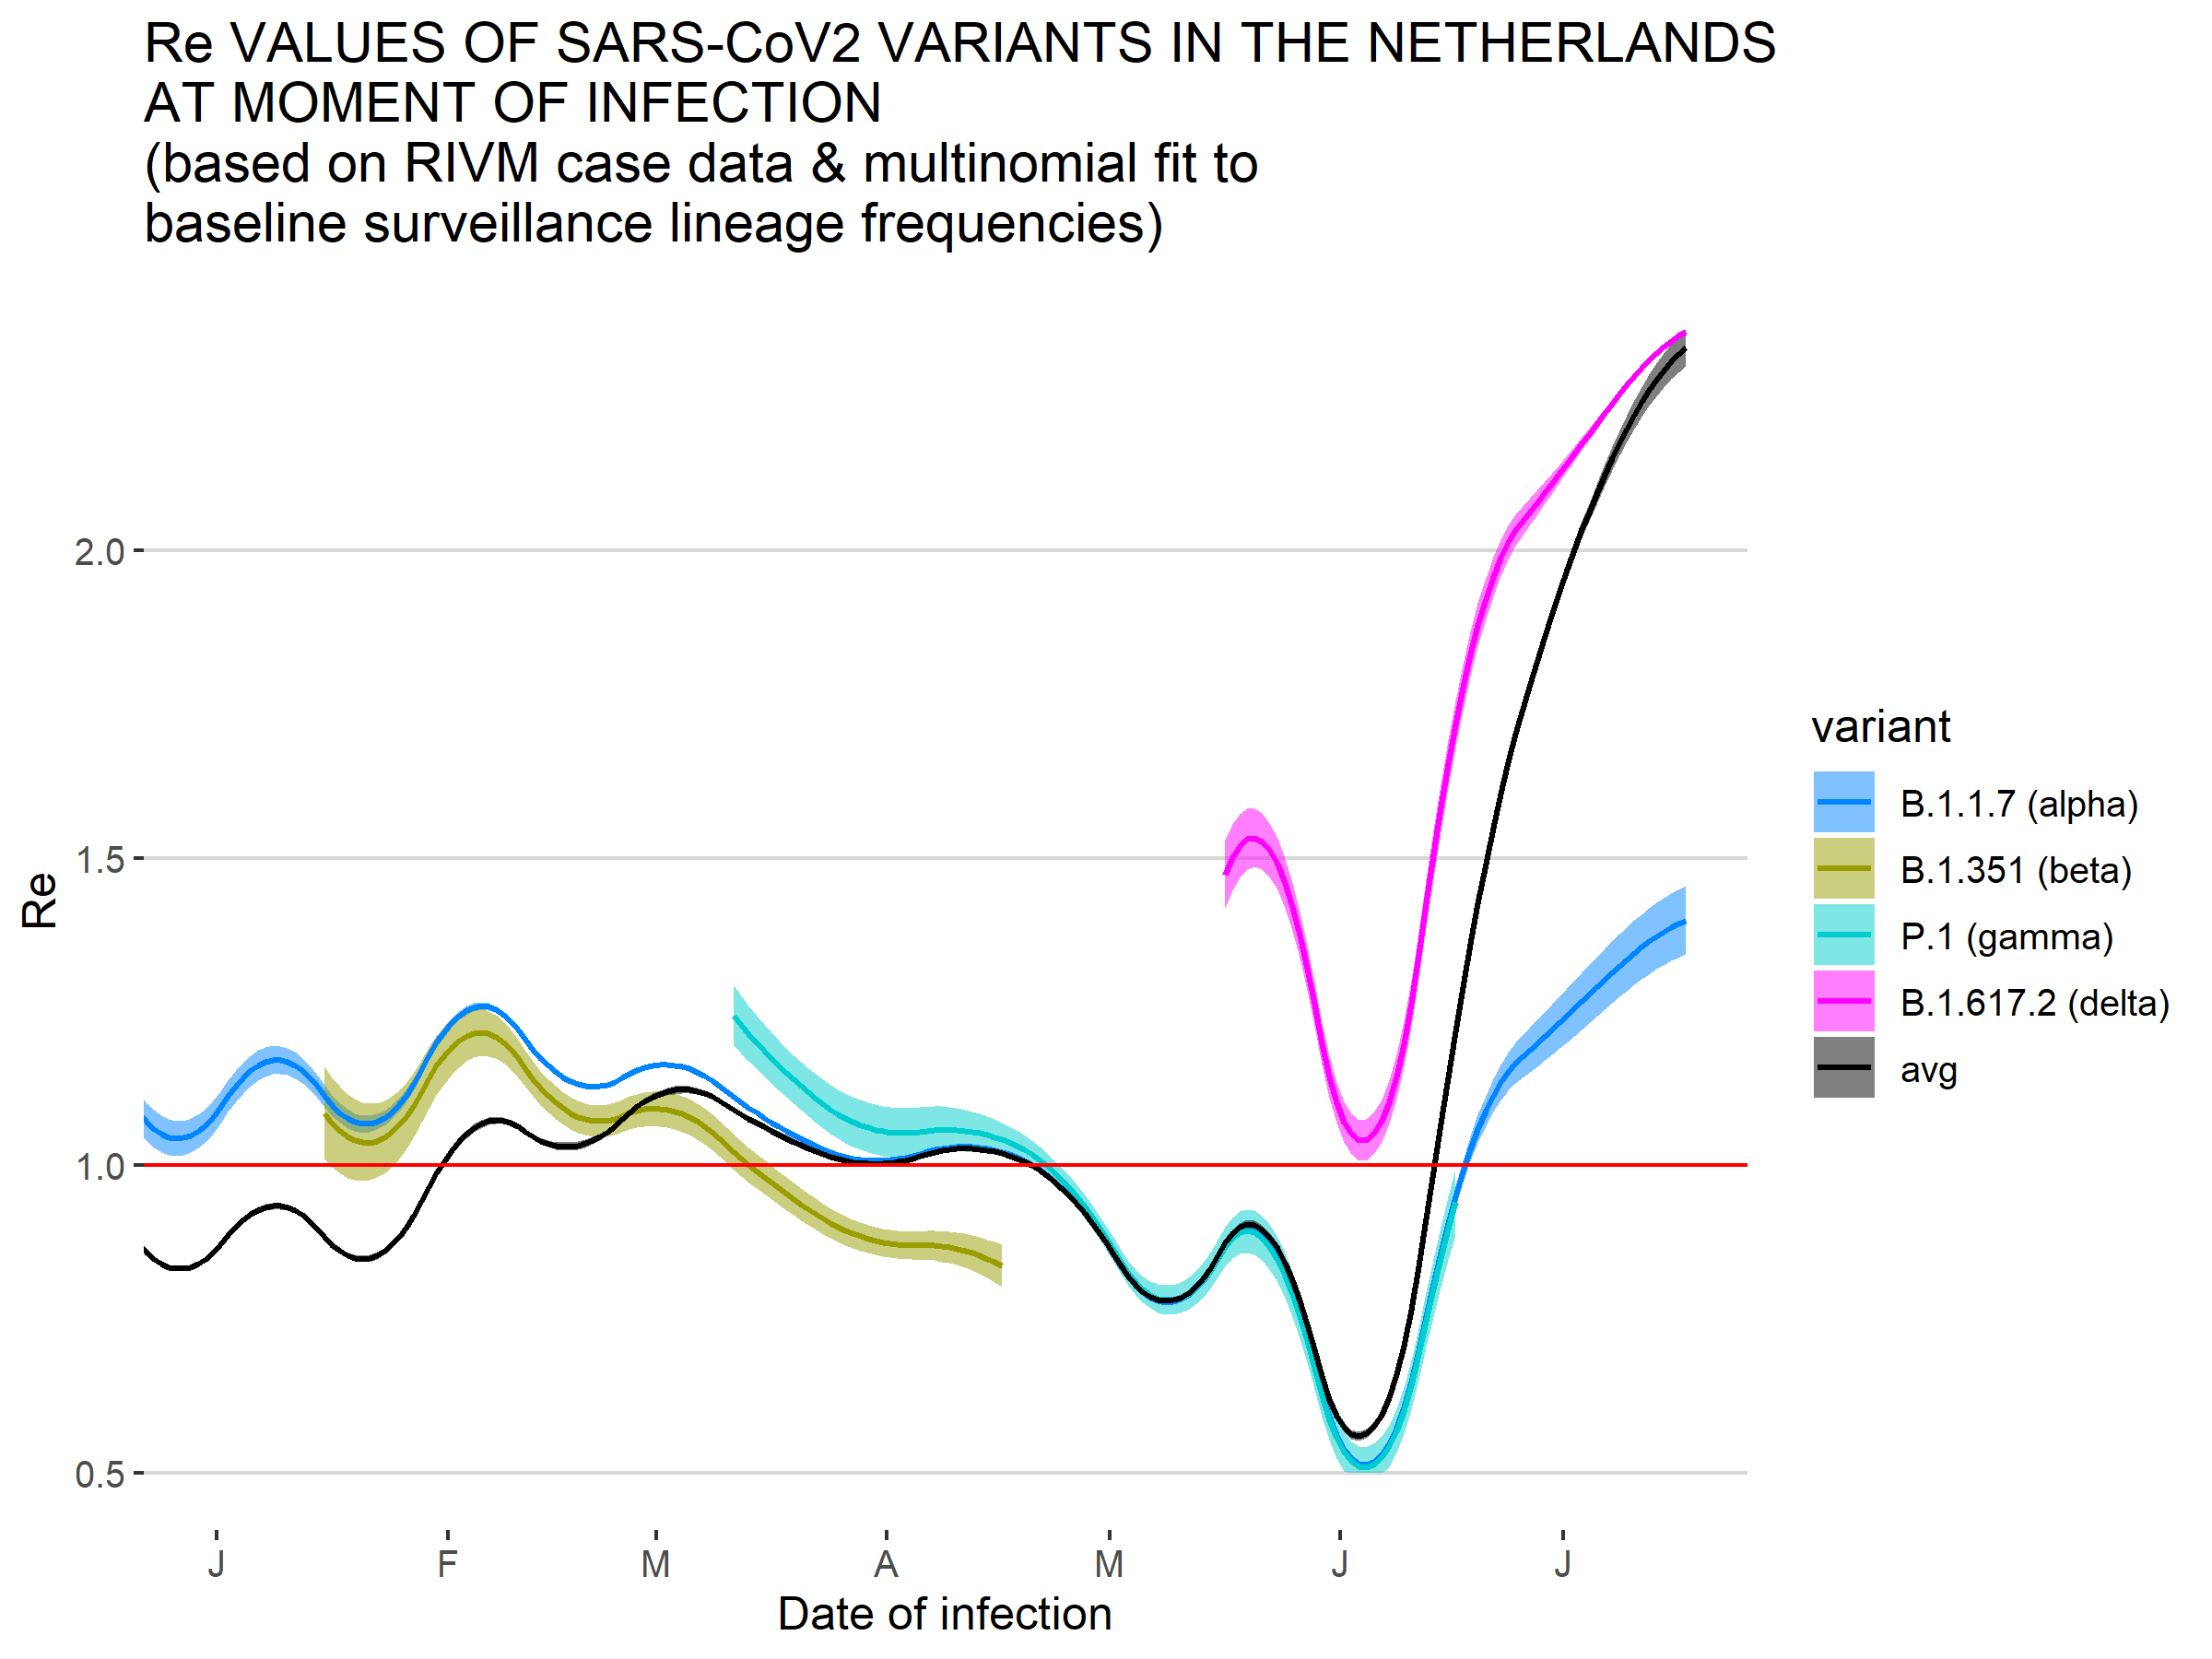 Re VALUES OF SARS-CoV2 VARIANTS IN THE NETHERLANDS
AT MOMENT OF INFECTION
(based on RIVM case data & multinomial fit to
baseline surveillance lineage frequencies)
2.0
1.5
1.0
0.5
Re
J
F
M
A
M
J
J
Date of infection
variant
B.1.1.7 (alpha)
B.1.351 (beta)
P.1 (gamma)
B.1.617.2 (delta)
avg